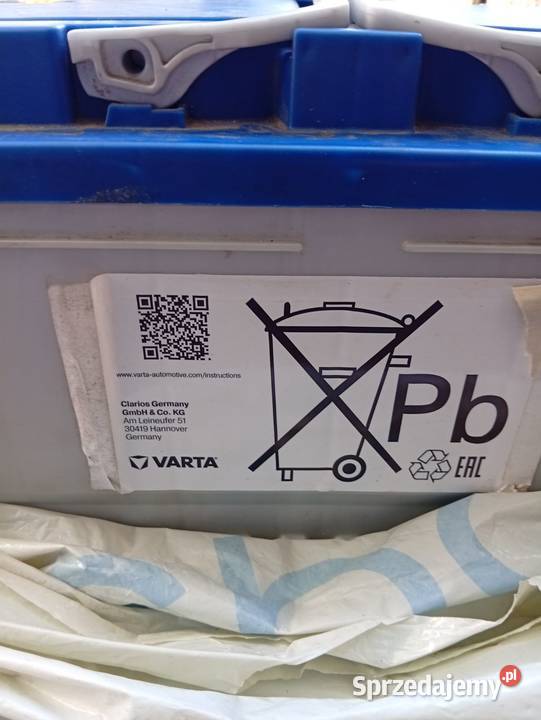 www.varta-automotive.com/instructions
Clarios Germany
GmbH & Co. KG
Am Leineufer 51
30419 Hannover
Germany
VARTA
Pb
EAC
Sprzedajemy.pl